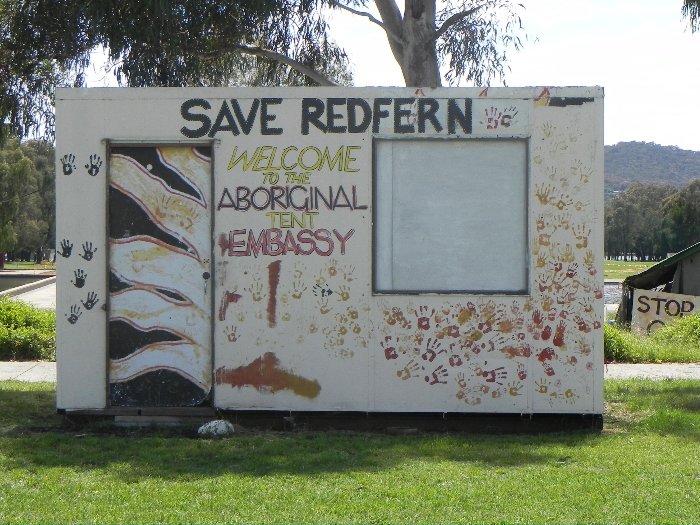 SAVE REDFERN
WELCOME
TO THE
ABORIGINAL
TENT
EMBASSY
STOP